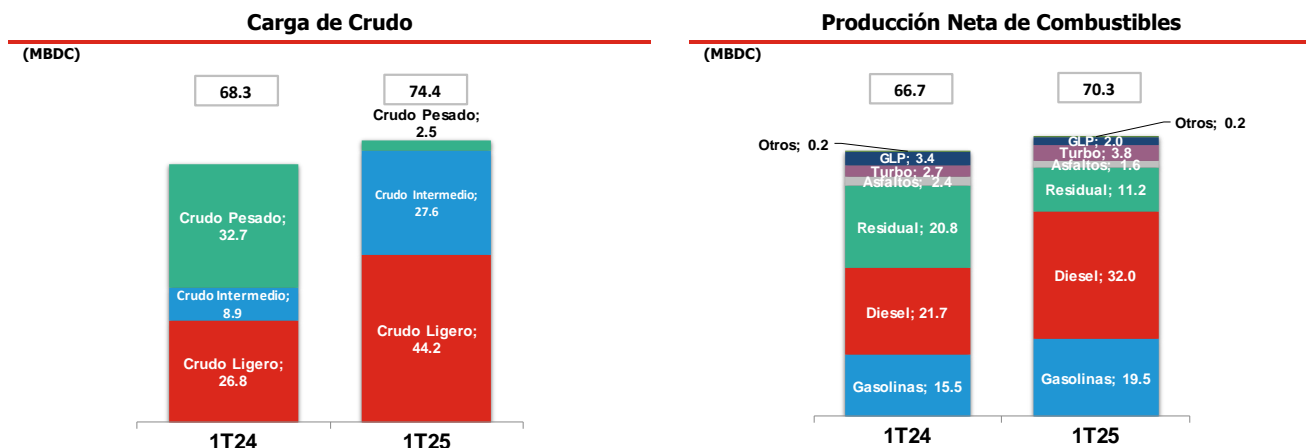 Carga de Crudo
(MBDC)
68.3
74.4
Crudo Pesado;
2.5
Crudo Pesado;
32.7
Crudo Intermedio;
27.6
Crudo Intermedio;
8.9
Crudo Ligero;
44.2
Crudo Ligero;
26.8
1T24
1T25
Producción Neta de Combustibles
(MBDC)
66.7
70.3
Otros; 0.2
Otros; 0.2
GLP; 3.4
GLP; 2.0
Turbo; 2.7
Turbo; 3.8
Asfaltos; 2.4
Asfaltos; 1.6
Residual; 20.8
Residual; 11.2
Diesel; 21.7
Diesel; 32.0
Gasolinas; 15.5
Gasolinas; 19.5
1T24
1T25